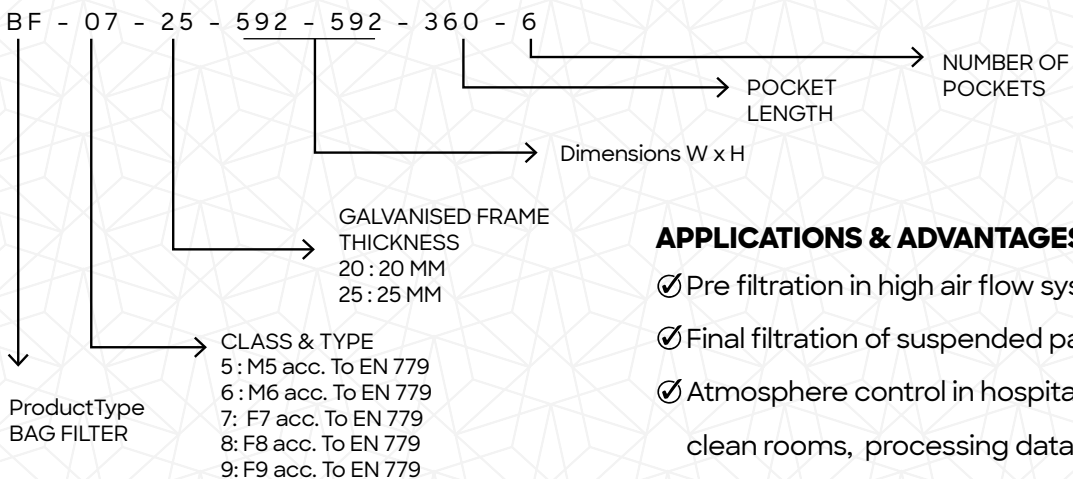 BF - 07 - 25 - 592 - 592 - 360 - 6
NUMBER OF
POCKETS
POCKET
LENGTH
Dimensions W x H
GALVANISED FRAME
THICKNESS
20 : 20 MM
25 : 25 MM
CLASS & TYPE
5 : M5 acc. To EN 779
6 : M6 acc. To EN 779
7: F7 acc. To EN 779
8: F8 acc. To EN 779
9: F9 acc. To EN 779
ProductType
BAG FILTER
APPLICATIONS & ADVANTAGES
Pre filtration in high air flow
Final filtration of suspended
Atmosphere control in
clean rooms, processing data